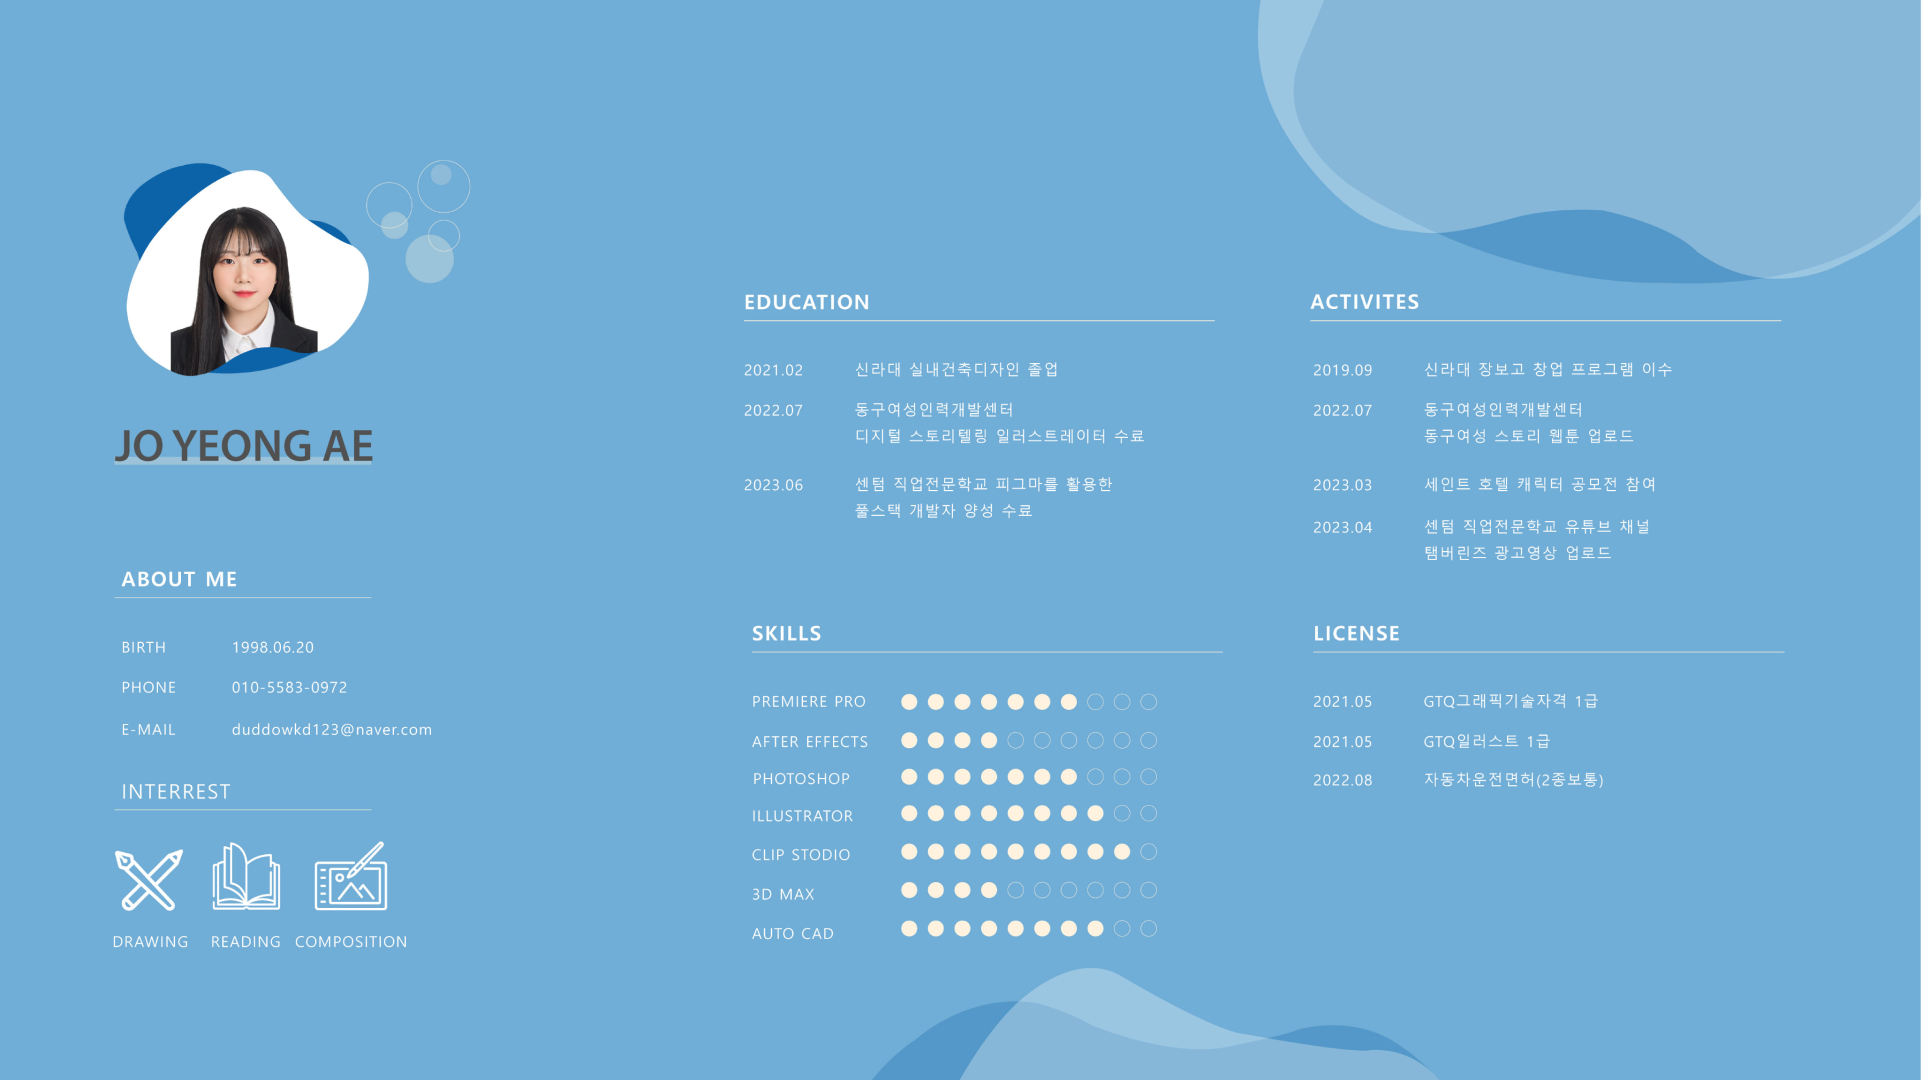 JO YEONG AE
ABOUT ME
BIRTH 1998.06.20
PHONE 010-5583-0972
E-MAIL duddowkd123@naver.com
INTERREST
DRAWING READING COMPOSITION
EDUCATION
2021.02 신라대 실내건축디자인 졸업
2022.07 동구여성인력개발센터
디지털 스토리텔링 일러스트레이터 수료
2023.06 센텀 직업전문학교 피그마를 활용한
풀스택 개발자 양성 수료
ACTIVITES
2019.09 신라대 장보고 창업 프로그램 이수
2022.07 동구여성인력개발센터
동구여성 스토리 웹툰 업로드
2023.03 세인트 호텔 캐릭터 공모전 참여
2023.04 센텀 직업전문학교 유튜브 채널
탬버린즈 광고영상 업로드
SKILLS
PREMIERE PRO
AFTER EFFECTS
PHOTOSHOP
ILLUSTRATOR
CLIP STODIO
3D MAX
AUTO CAD
LICENSE
2021.05 GTQ그래픽기술자격 1급
2021.05 GTQ일러스트 1급
2022.08 자동차운전면허(2종보통)